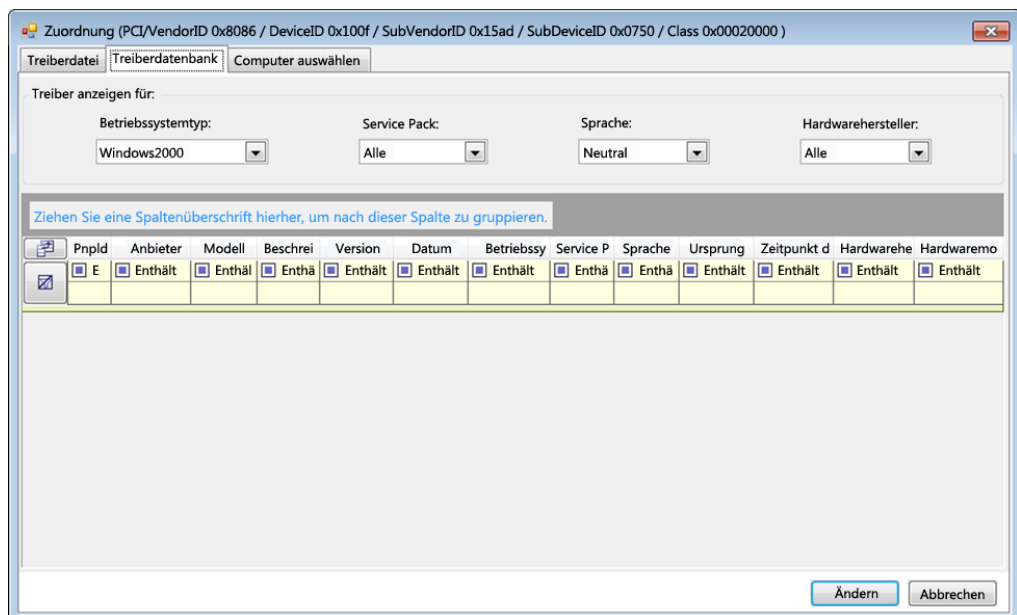 Zuordnung (PCI/VendorID 0x8086 / DeviceID 0x100f / SubVendorID 0x15ad / SubDeviceID 0x0750 / Class 0x00020000 )
Treiberdatei Treiberdatenbank Computer auswählen
Treiber anzeigen für:
Betriebssystemtyp: Service Pack: Sprache: Hardwarehersteller:
Windows2000 Alle Neutral Alle
Ziehen Sie eine Spaltenüberschrift hierher, um nach dieser Spalte zu gruppieren.
PnpId Anbieter Modell Beschrei Version Datum Betriebssy Service P Sprache Ursprung Zeitpunkt d Hardwarehe Hardwaremo
E Enthält Enthäl Enthä Enthält Enthält Enthält Enthä Enthä Enthält Enthält Enthält Enthält
Ändern Abbrechen